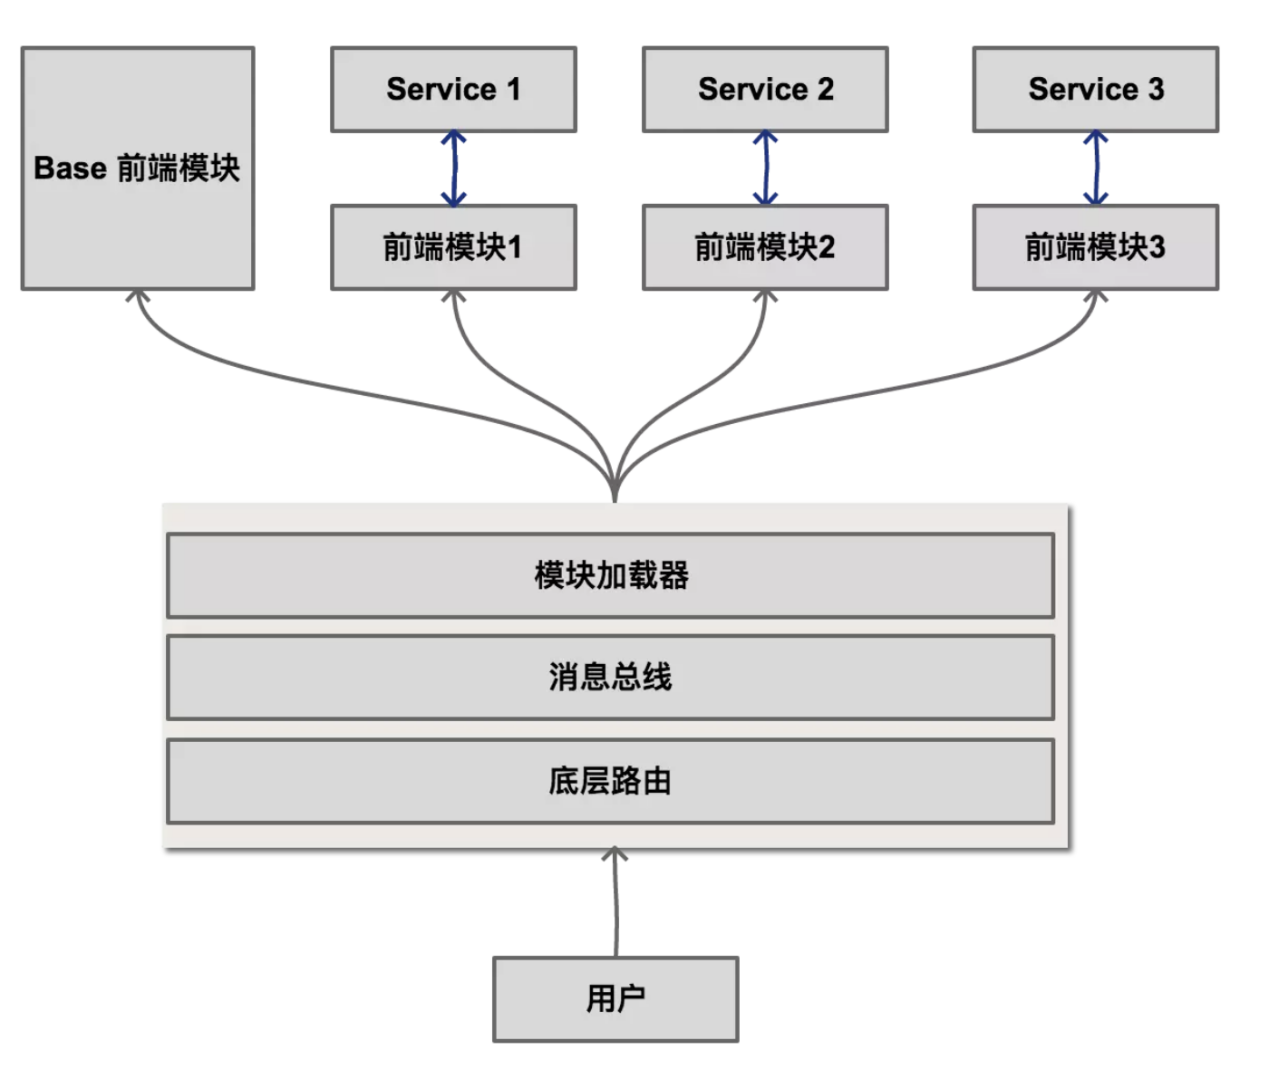 Service 1
Service 2
Service 3
Base 前端模块
前端模块1
前端模块2
前端模块3
模块加载器
消息总线
底层路由
用户